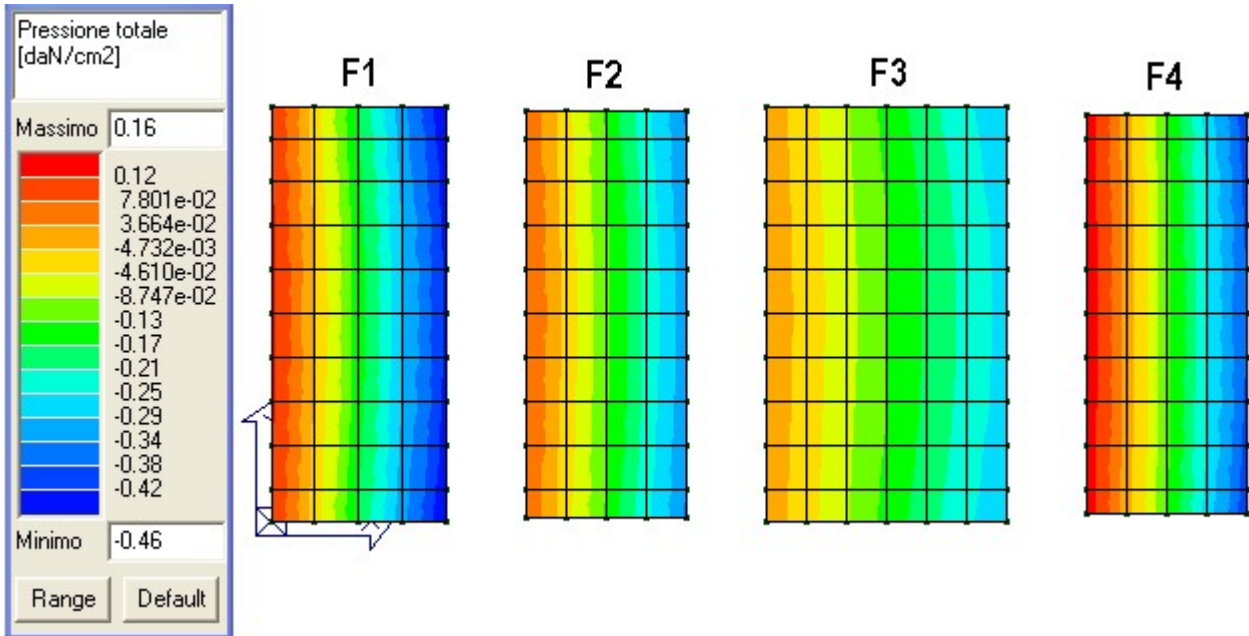 Pressione totale
[daN/cm2]
Massimo 0.16
0.12
7.801e-02
3.664e-02
-4.732e-03
-4.610e-02
-8.747e-02
-0.13
-0.17
-0.21
-0.25
-0.29
-0.34
-0.38
-0.42
Minimo -0.46
Range Default
F1 F2 F3 F4